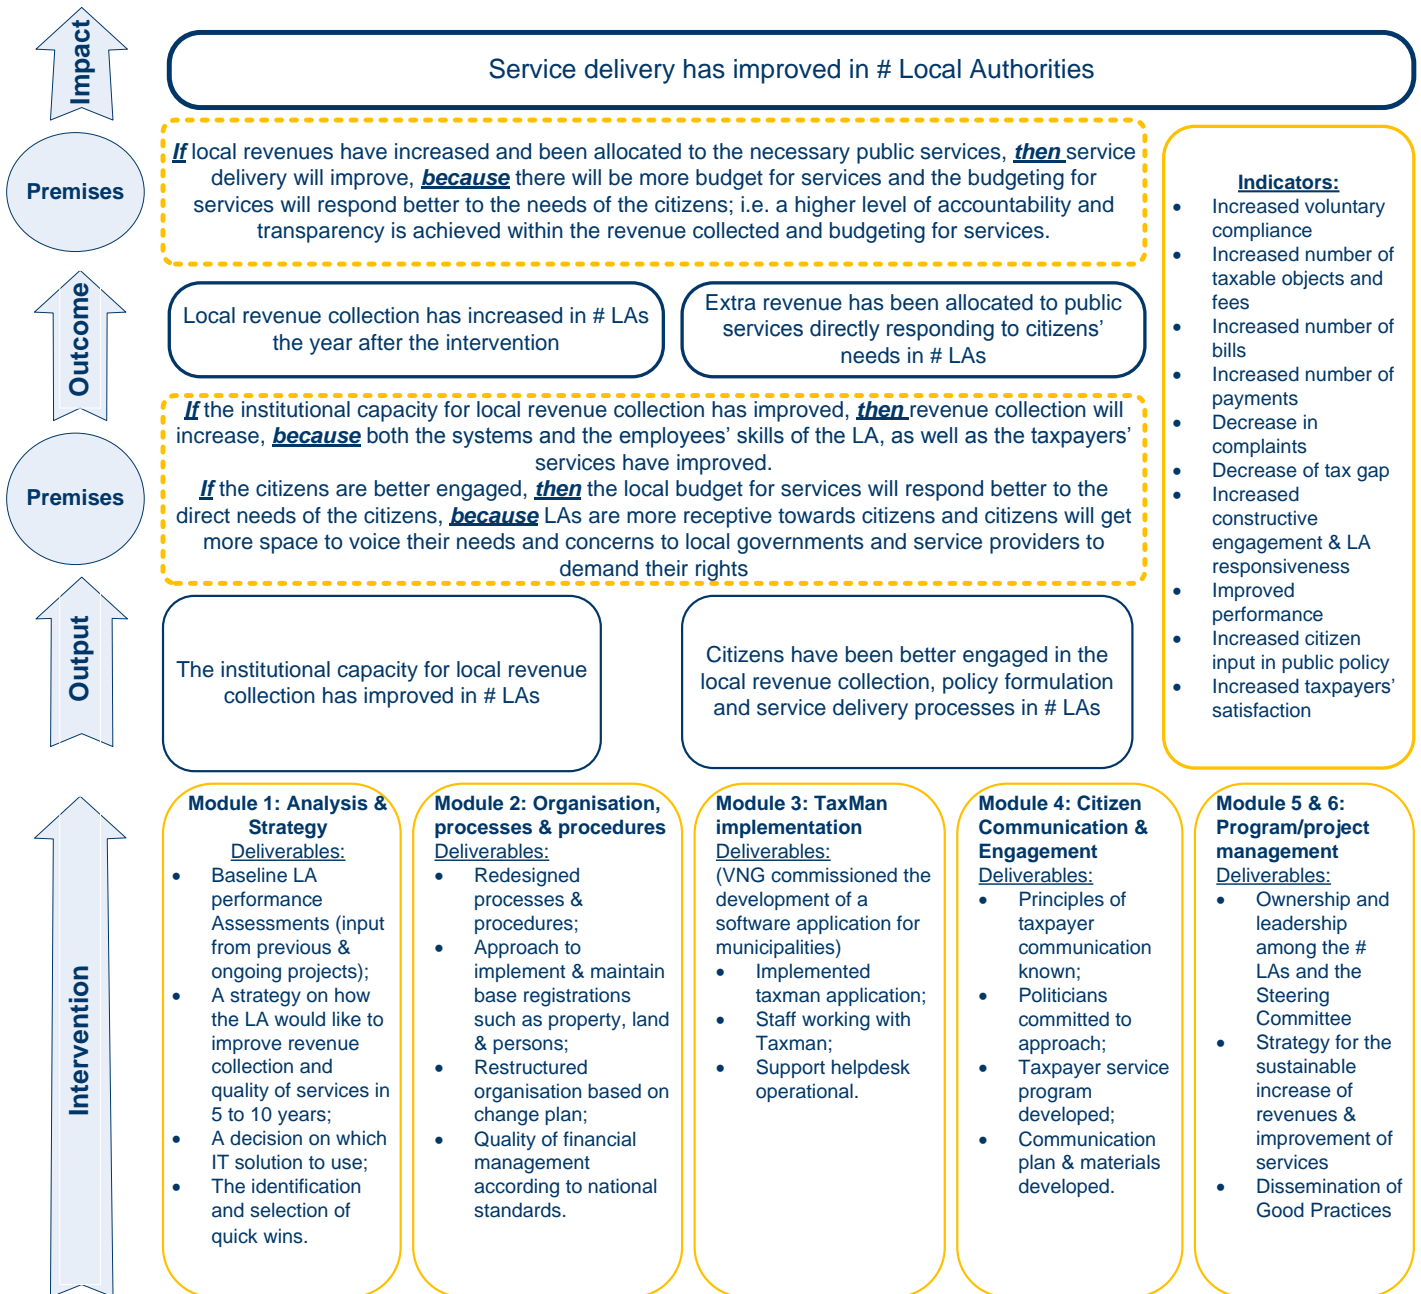 Impact
Service delivery has improved in # Local Authorities
Premises
If local revenues have increased and been allocated to the necessary public services, then service
delivery will improve, because there will be more budget for services and the budgeting for
services will respond better to the needs of the citizens; i.e. a higher level of accountability and
transparency is achieved within the revenue collected and budgeting for services.
Outcome
Local revenue collection has increased in # LAs
the year after the intervention
Extra revenue has been allocated to public
services directly responding to citizens’
needs in # LAs
Premises
If the institutional capacity for local revenue collection has improved, then revenue collection will
increase, because both the systems and the employees’ skills of the LA, as well as the taxpayers’
services have improved.
If the citizens are better engaged, then the local budget for services will respond better to the
direct needs of the citizens, because LAs are more receptive towards citizens and citizens will get
more space to voice their needs and concerns to local governments and service providers to
demand their rights
Output
The institutional capacity for local revenue
collection has improved in # LAs
Citizens have been better engaged in the
local revenue collection, policy formulation
and service delivery processes in # LAs
Indicators:
• Increased voluntary
compliance
• Increased number of
taxable objects and
fees
• Increased number of
bills
• Increased number of
payments
• Decrease in
complaints
• Decrease of tax gap
• Increased
constructive
engagement & LA
responsiveness
• Improved
performance
• Increased citizen
input in public policy
• Increased taxpayers’
satisfaction
Intervention
Module 1: Analysis &
Strategy
Deliverables:
• Baseline LA
performance
Assessments (input
from previous &
ongoing projects);
• A strategy on how
the LA would like to
improve revenue
collection and
quality of services in
5 to 10 years;
• A decision on which
IT solution to use;
• The identification
and selection of
quick wins.
Module 2: Organisation,
processes & procedures
Deliverables:
• Redesigned
processes &
procedures;
• Approach to
implement & maintain
base registrations
such as property, land
& persons;
• Restructured
organisation based on
change plan;
• Quality of financial
management
according to national
standards.
Module 3: TaxMan
implementation
Deliverables:
(VNG commissioned the
development of a
software application for
municipalities)
• Implemented
taxman application;
• Staff working with
Taxman;
• Support helpdesk
operational.
Module 4: Citizen
Communication &
Engagement
Deliverables:
• Principles of
taxpayer
communication
known;
• Politicians
committed to
approach;
• Taxpayer service
program
developed;
• Communication
plan & materials
developed.
Module 5 & 6:
Program/project
management
Deliverables:
• Ownership and
leadership
among the #
LAs and the
Steering
Committee
• Strategy for the
sustainable
increase of
revenues &
improvement of
services
• Dissemination of
Good Practices